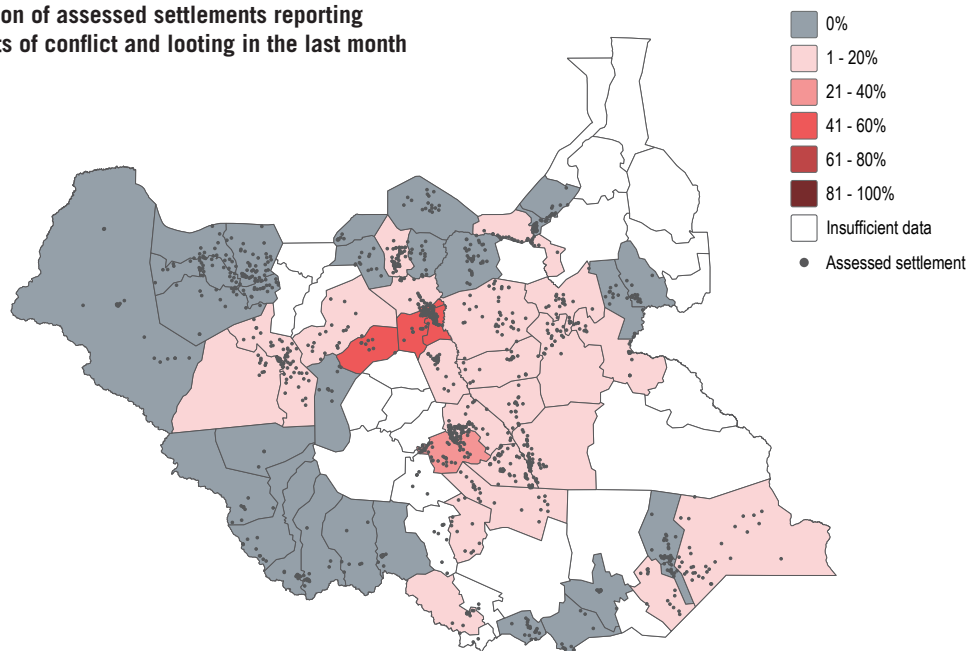 of assessed settlements reporting
of conflict and looting in the last month
0%
1 - 20%
21 - 40%
41 - 60%
61 - 80%
81 - 100%
Insufficient data
Assessed settlement